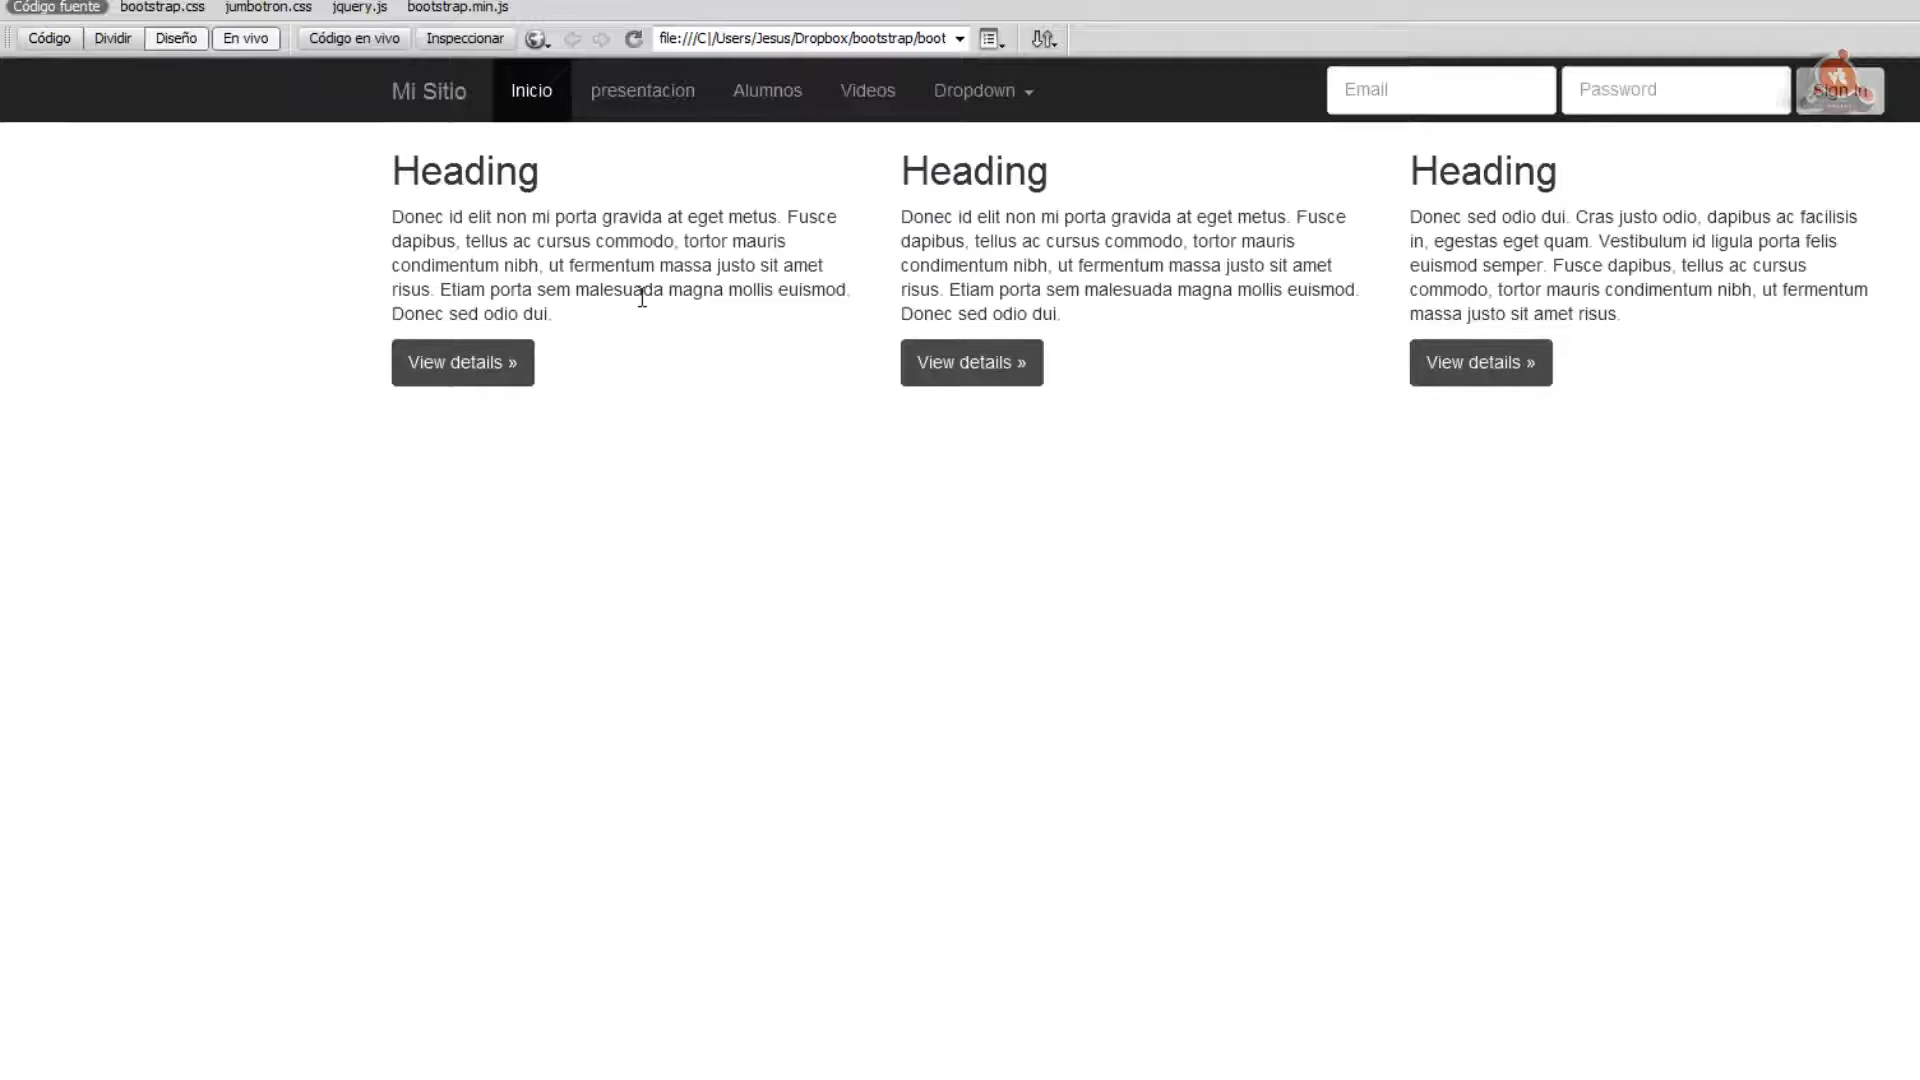 Código fuente bootstrap.css jumbotron.css jquery.js bootstrap.min.js
Código Dividir Diseño En vivo Código en vivo Inspeccionar file:///C|/Users/Jesus/Dropbox/bootstrap/boot
Mi Sitio Inicio presentacion Alumnos Videos Dropdown Email Password Sign in
Heading
Donec id elit non mi porta gravida at eget metus. Fusce
dapibus, tellus ac cursus commodo, tortor mauris
condimentum nibh, ut fermentum massa justo sit amet
risus. Etiam porta sem malesuada magna mollis euismod.
Donec sed odio dui.
View details »
Heading
Donec id elit non mi porta gravida at eget metus. Fusce
dapibus, tellus ac cursus commodo, tortor mauris
condimentum nibh, ut fermentum massa justo sit amet
risus. Etiam porta sem malesuada magna mollis euismod.
Donec sed odio dui.
View details »
Heading
Donec sed odio dui. Cras justo odio, dapibus ac facilisis
in, egestas eget quam. Vestibulum id ligula porta felis
euismod semper. Fusce dapibus, tellus ac cursus
commodo, tortor mauris condimentum nibh, ut fermentum
massa justo sit amet risus.
View details »